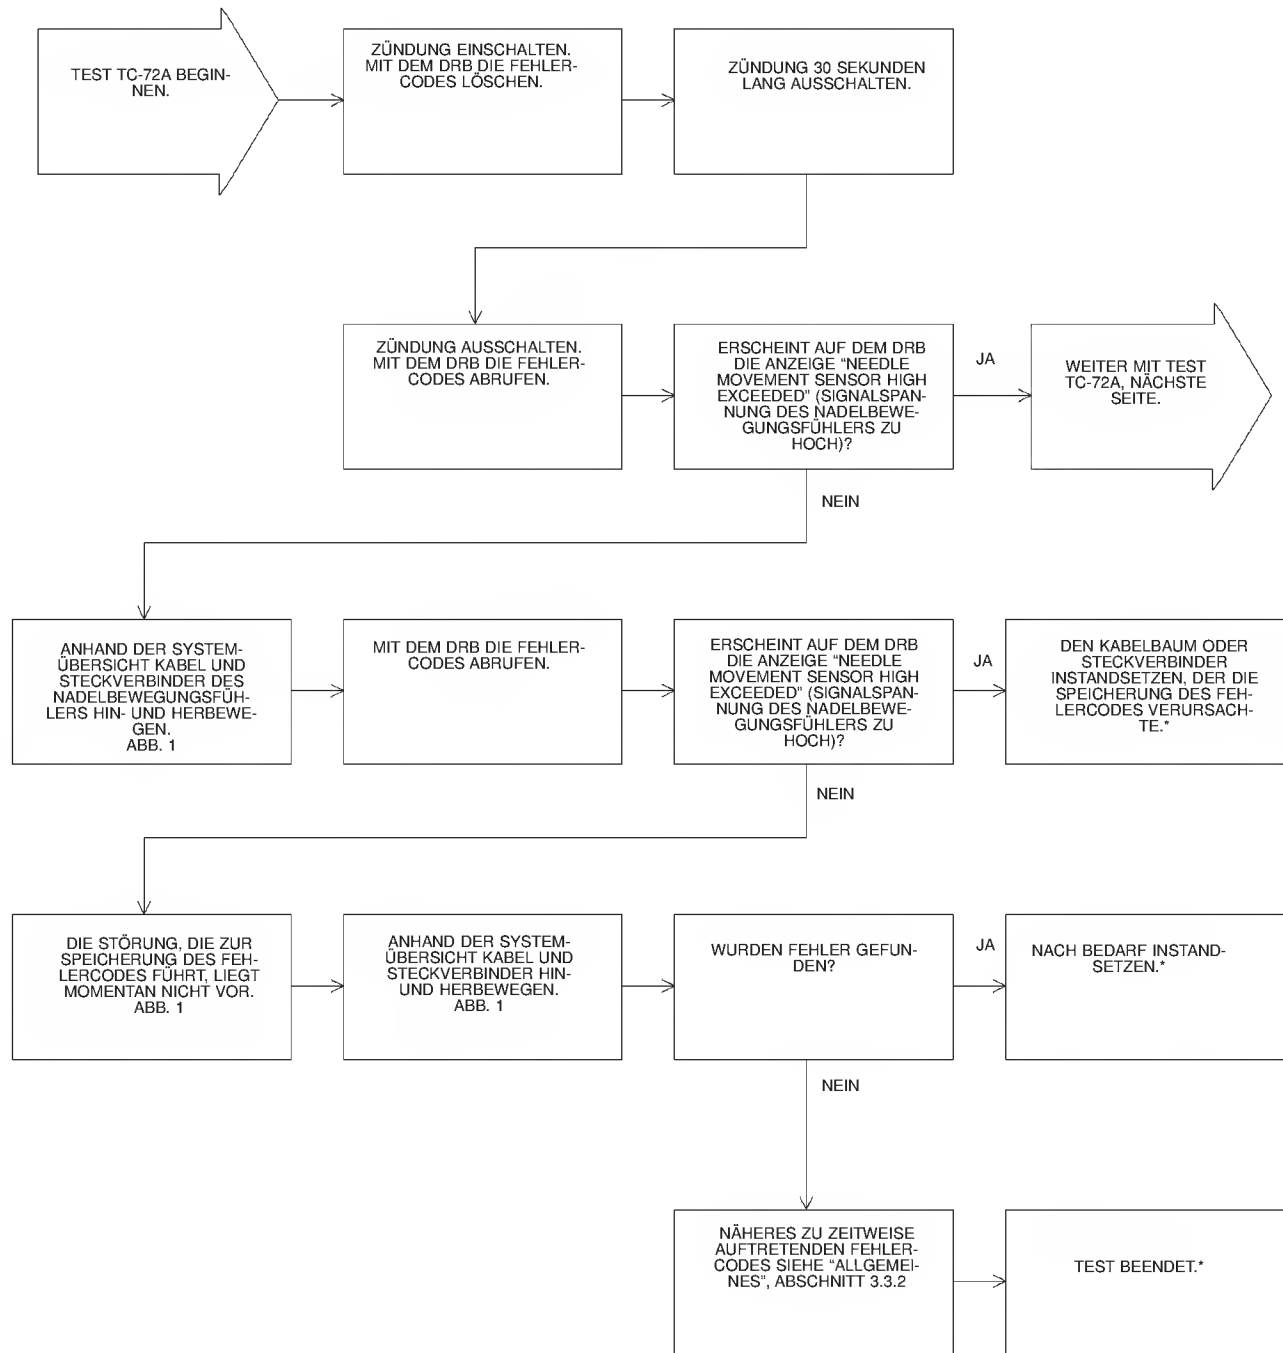 TEST TC-72A BEGIN-
NEN.
ZÜNDUNG EINSCHALTEN.
MIT DEM DRB DIE FEHLER-
CODES LÖSCHEN.
ZÜNDUNG 30 SEKUNDEN
LANG AUSSCHALTEN.
ZÜNDUNG AUSSCHALTEN.
MIT DEM DRB DIE FEHLER-
CODES ABRUFEN.
ERSCHEINT AUF DEM DRB
DIE ANZEIGE “NEEDLE
MOVEMENT SENSOR HIGH
EXCEEDED” (SIGNALSPAN-
NUNG DES NADELBEWE-
GUNGSFÜHLERS ZU
HOCH)?
JA
WEITER MIT TEST
TC-72A, NÄCHSTE
SEITE.
NEIN
ANHAND DER SYSTEM-
ÜBERSICHT KABEL UND
STECKVERBINDER DES
NADELBEWEGUNGSFÜH-
LERS HIN- UND HERBEWE-
GEN.
ABB. 1
MIT DEM DRB DIE FEHLER-
CODES ABRUFEN.
ERSCHEINT AUF DEM DRB
DIE ANZEIGE “NEEDLE
MOVEMENT SENSOR HIGH
EXCEEDED” (SIGNALSPAN-
NUNG DES NADELBEWE-
GUNGSFÜHLERS ZU
HOCH)?
JA
DEN KABELBAUM ODER
STECKVERBINDER
INSTANDSETZEN, DER DIE
SPEICHERUNG DES FEH-
LERCODES VERURSACH-
TE.*
NEIN
DIE STÖRUNG, DIE ZUR
SPEICHERUNG DES FEH-
LERCODES FÜHRT, LIEGT
MOMENTAN NICHT VOR.
ABB. 1
ANHAND DER SYSTEM-
ÜBERSICHT KABEL UND
STECKVERBINDER HIN-
UND HERBEWEGEN.
ABB. 1
WURDEN FEHLER GEFUN-
DEN?
JA
NACH BEDARF INSTAND-
SETZEN.*
NEIN
NÄHERES ZU ZEITWEISE
AUFTRETENDEN FEHLER-
CODES SIEHE “ALLGEMEI-
NES”, ABSCHNITT 3.3.2
TEST BEENDET.*